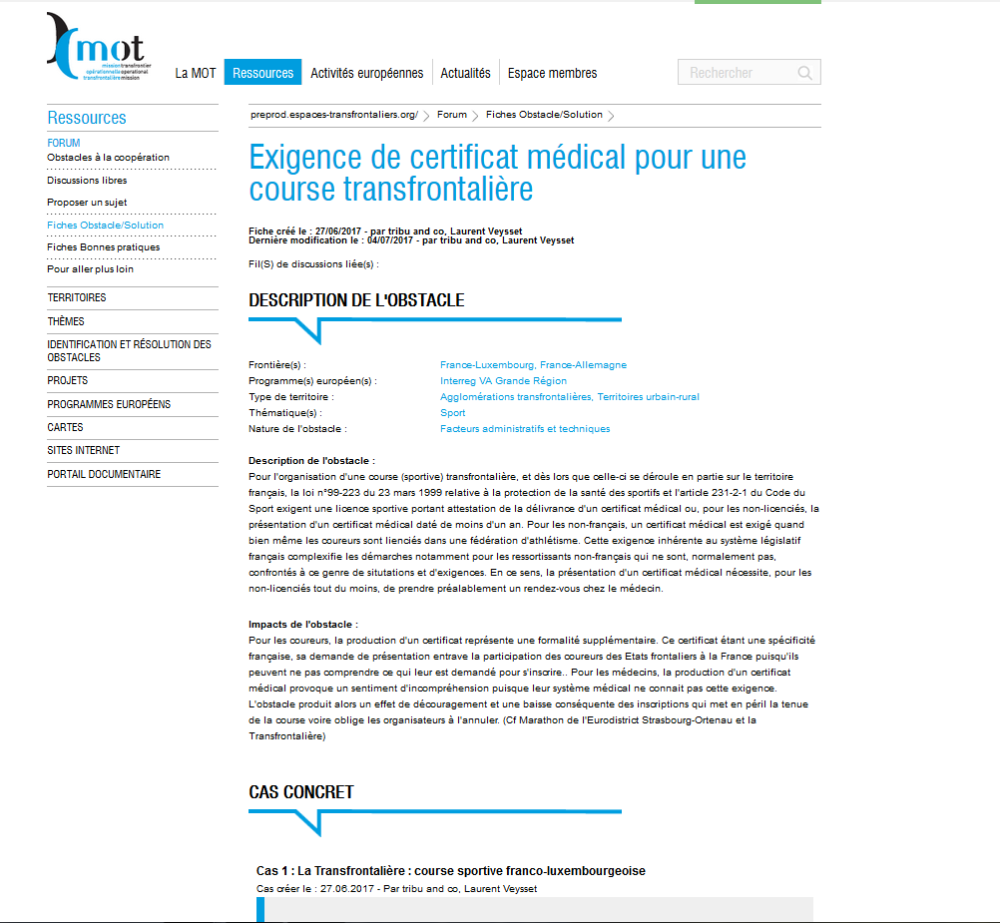 mot
mission transfrontier
opérationnelle operational
transfrontalière mission
La MOT
Ressources
Activités européennes
Actualités
Espace membres
Rechercher
Ressources
FORUM
Obstacles à la coopération
Discussions libres
Proposer un sujet
Fiches Obstacle/Solution
Fiches Bonnes pratiques
Pour aller plus loin
TERRITOIRES
THÈMES
IDENTIFICATION ET RÉSOLUTION DES
OBSTACLES
PROJETS
PROGRAMMES EUROPÉENS
CARTES
SITES INTERNET
PORTAIL DOCUMENTAIRE
preprod.espaces-transfrontaliers.org/ Forum Fiches Obstacle/Solution
Exigence de certificat médical pour une
course transfrontalière
Fiche créé le : 27/06/2017 - par tribu and co, Laurent Veysset
Dernière modification le : 04/07/2017 - par tribu and co, Laurent Veysset
Fil(S) de discussions liée(s) :
DESCRIPTION DE L'OBSTACLE
Frontière(s) : France-Luxembourg, France-Allemagne
Programme(s) européen(s) : Interreg VA Grande Région
Type de territoire : Agglomérations transfrontalières, Territoires urbain-rural
Thématique(s) : Sport
Nature de l'obstacle : Facteurs administratifs et techniques
Description de l'obstacle :
Pour l'organisation d'une course (sportive) transfrontalière, et dès lors que celle-ci se déroule en partie sur le territoire
français, la loi n°99-223 du 23 mars 1999 relative à la protection de la santé des sportifs et l'article 231-2-1 du Code du
Sport exigent une licence sportive portant attestation de la délivrance d'un certificat médical ou, pour les non-licenciés, la
présentation d'un certificat médical daté de moins d'un an. Pour les non-français, un certificat médical est exigé quand
bien même les coureurs sont lienciés dans une fédération d'athlétisme. Cette exigence inhérente au système législatif
français complexifie les démarches notamment pour les ressortissants non-français qui ne sont, normalement pas,
confrontés à ce genre de situtations et d'exigences. En ce sens, la présentation d'un certificat médical nécessite, pour les
non-licenciés tout du moins, de prendre préalablement un rendez-vous chez le médecin.
Impacts de l'obstacle :
Pour les coureurs, la production d'un certificat représente une formalité supplémentaire. Ce certificat étant une spécificité
française, sa demande de présentation entrave la participation des coureurs des Etats frontaliers à la France puisqu'ils
peuvent ne pas comprendre ce qui leur est demandé pour s'inscrire.. Pour les médecins, la production d'un certificat
médical provoque un sentiment d'incompréhension puisque leur système médical ne connait pas cette exigence.
L'obstacle produit alors un effet de découragement et une baisse conséquente des inscriptions qui met en péril la tenue
de la course voire oblige les organisateurs à l'annuler. (Cf Marathon de l'Eurodistrict Strasbourg-Ortenau et la
Transfrontalière)
CAS CONCRET
Cas 1 : La Transfrontalière : course sportive franco-luxembourgeoise
Cas créer le : 27.06.2017 - Par tribu and co, Laurent Veysset